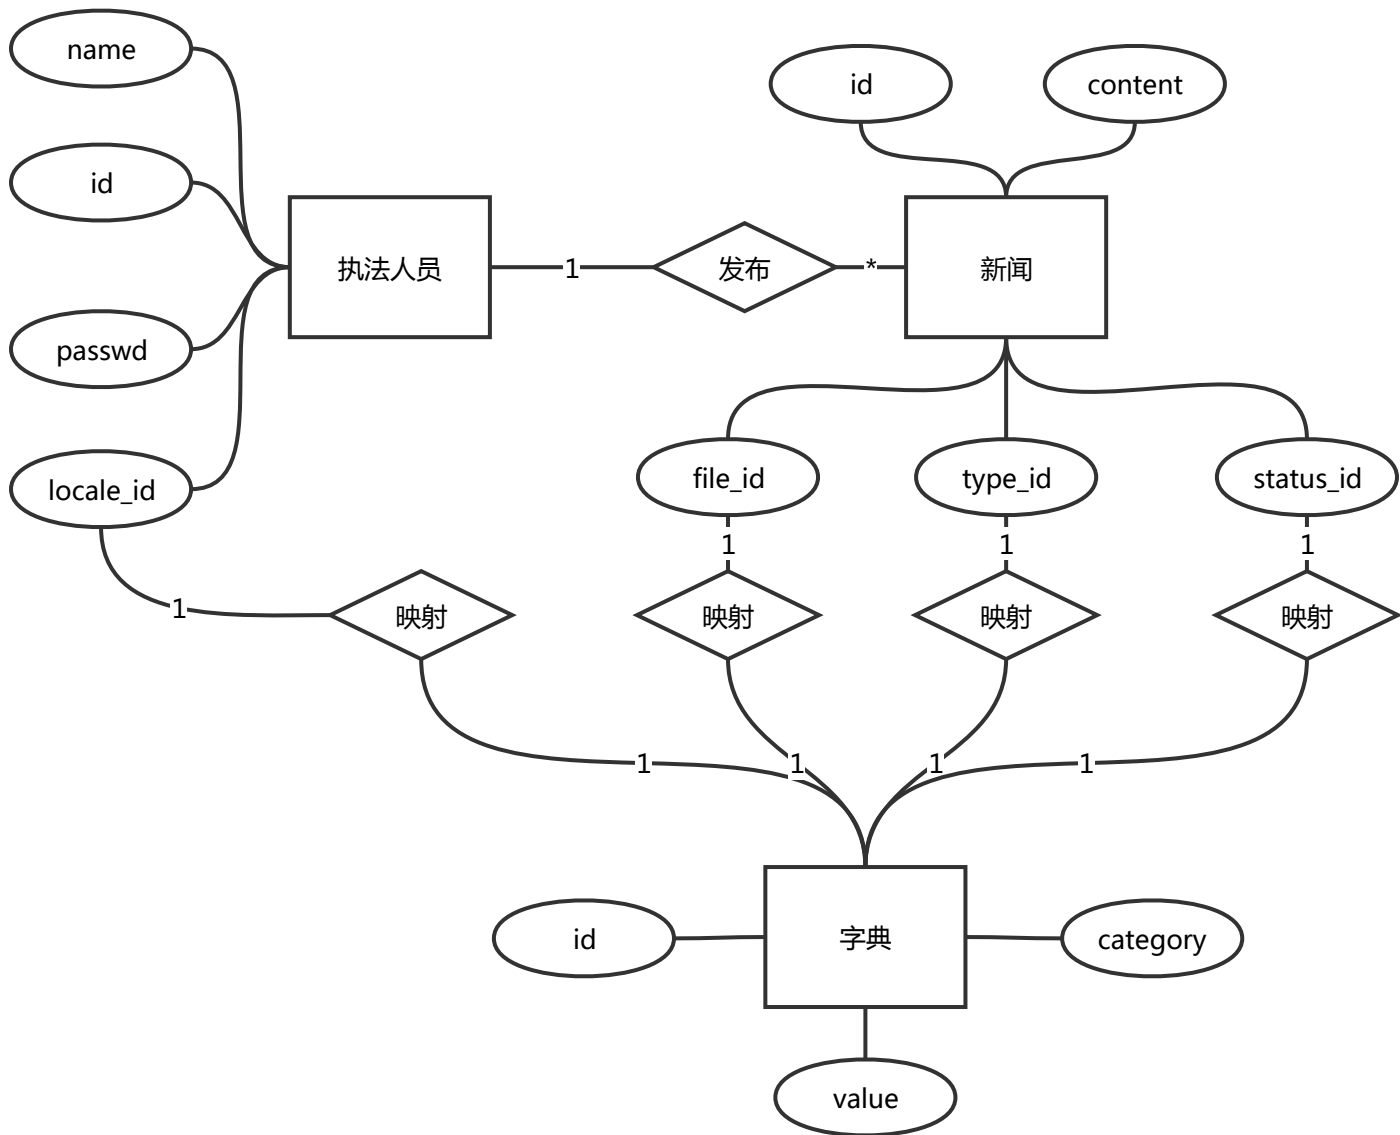 name
id
content
id
执法人员
1
发布
*
新闻
passwd
locale_id
file_id
type_id
status_id
1
1
1
1
映射
映射
映射
映射
1
1
1
1
id
字典
category
value